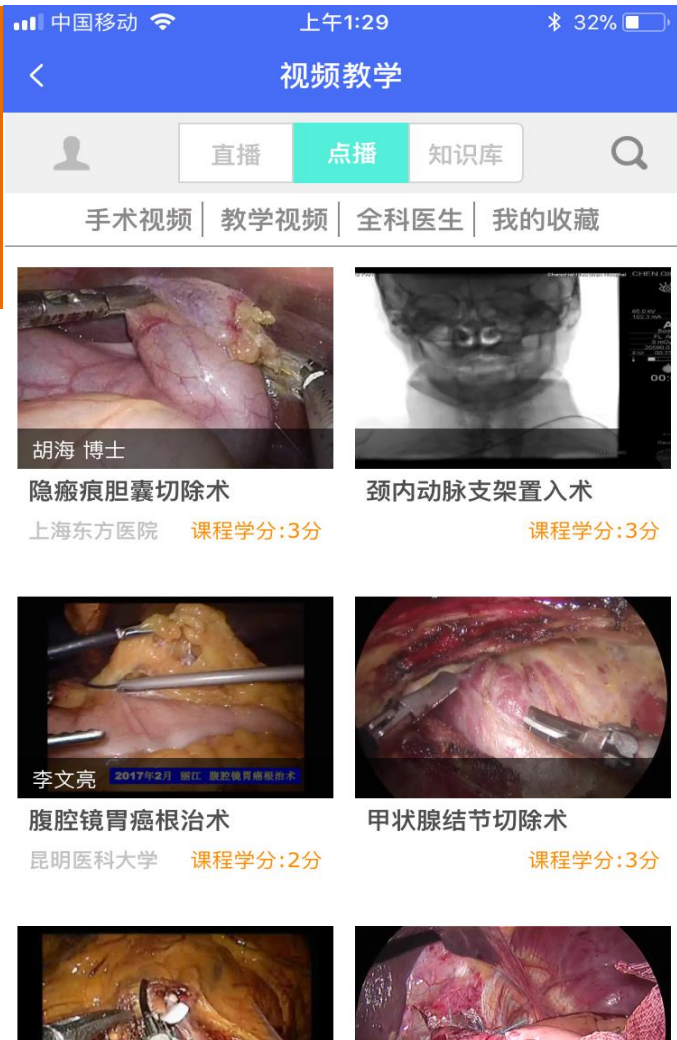 中国移动 上午1:29 32%
视频教学
直播 点播 知识库
手术视频 教学视频 全科医生 我的收藏
CHEN QI
胡海 博士
隐瘢痕胆囊切除术
上海东方医院 课程学分:3分
颈内动脉支架置入术
课程学分:3分
2017年2月 丽江 腹腔镜胃癌根治术
李文亮
腹腔镜胃癌根治术
昆明医科大学 课程学分:2分
甲状腺结节切除术
课程学分:3分